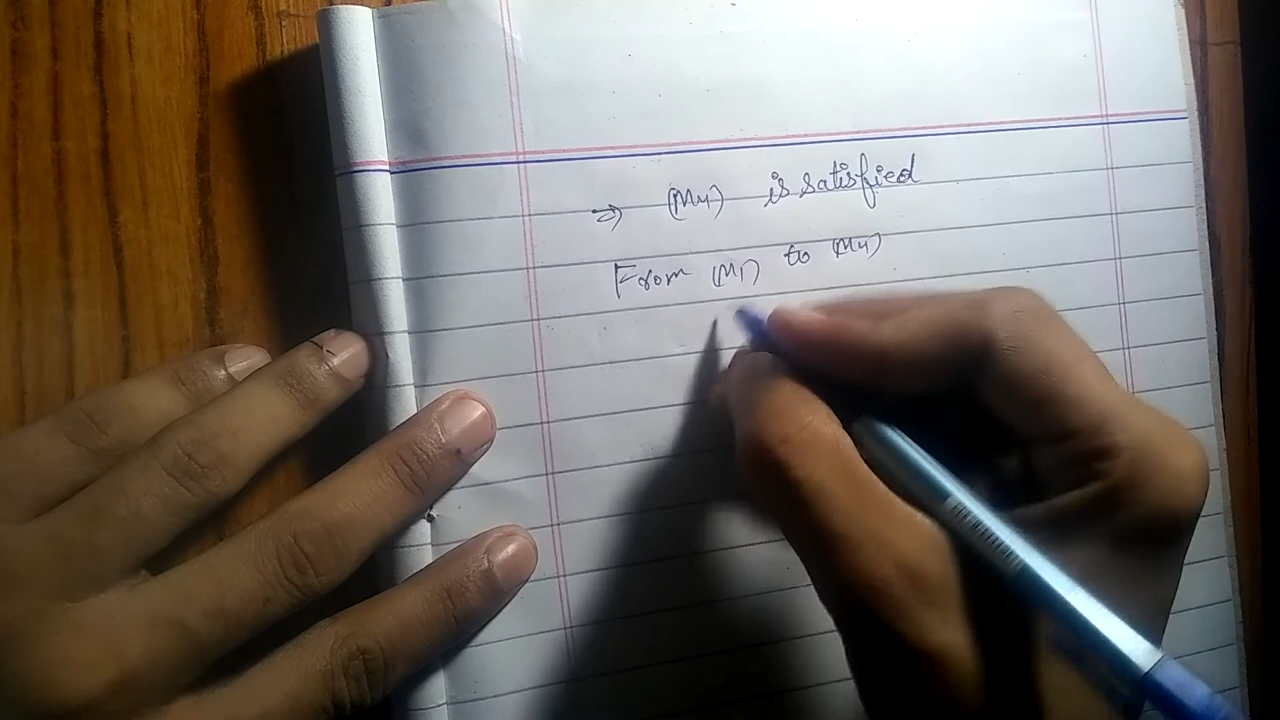 ⇒ (M4) is satisfied
From (M1) to (M4)